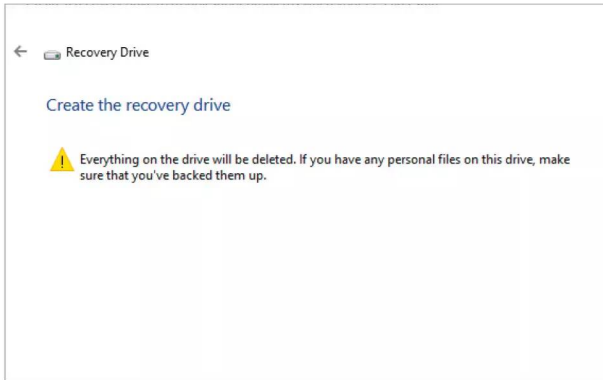 Recovery Drive
Create the recovery drive
Everything on the drive will be deleted. If you have any personal files on this drive, make
sure that you've backed them up.